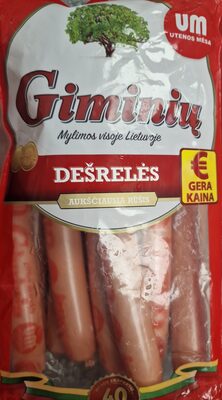 UM
UTENOS MĖSA
Giminių
Mylimos visoje Lietuvoje
DEŠRELĖS
AUKŠČIAUSIA RŪŠIS
€
GERA
KAINA
40